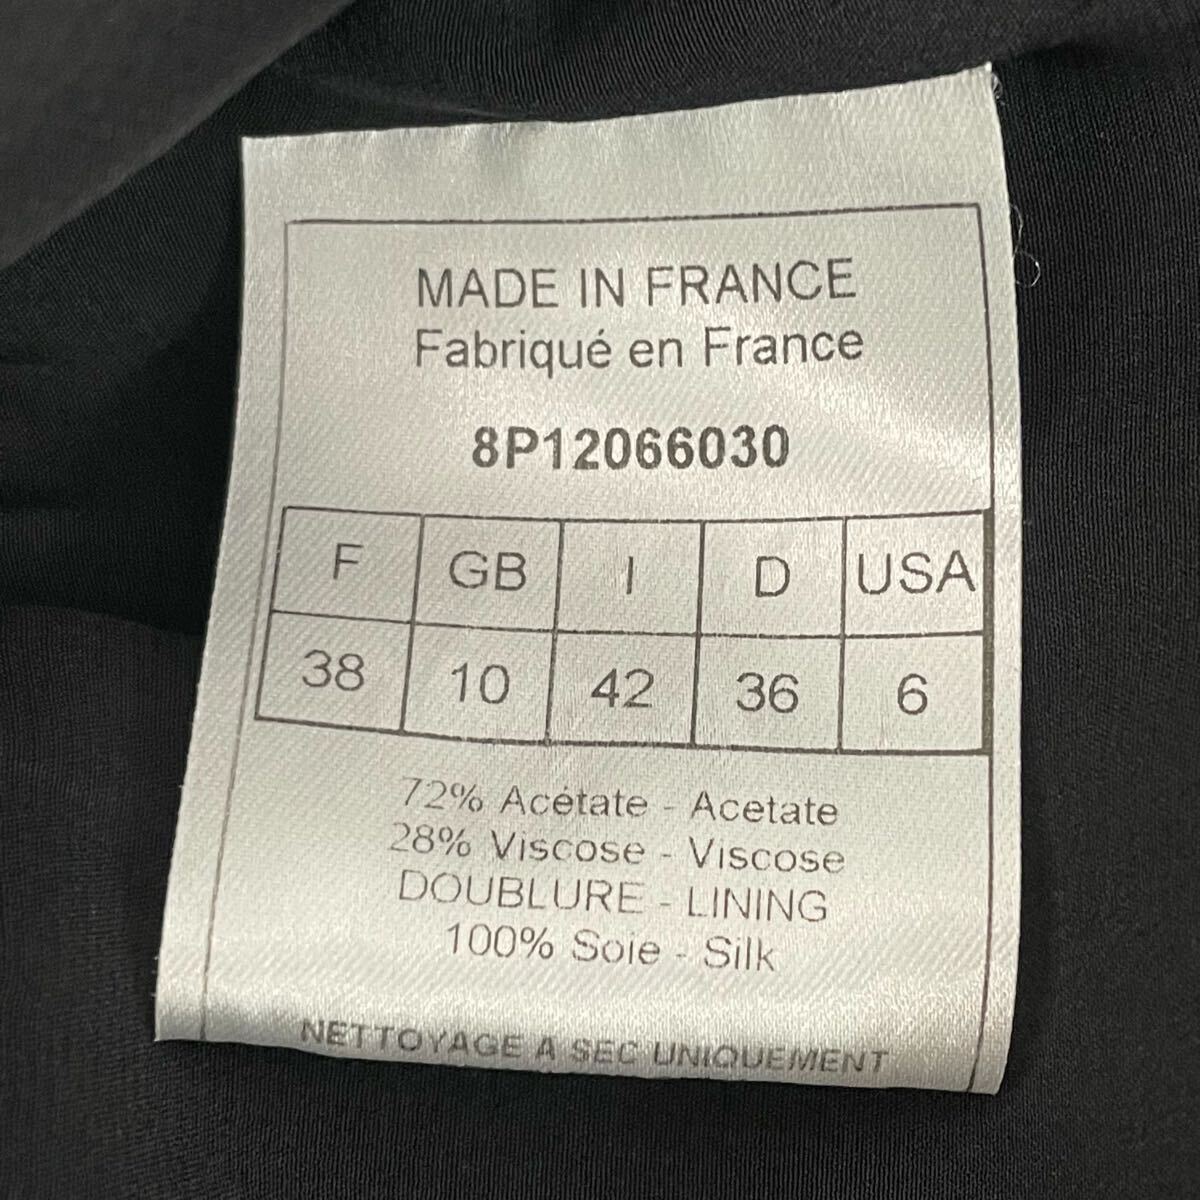 MADE IN FRANCE
Fabriqué en France
8P12066030
F GB I D USA
38 10 42 36 6
72% Acétate - Acetate
28% Viscose - Viscose
DOUBLURE - LINING
100% Soie - Silk
NETTOYAGE A SEC UNIQUEMENT